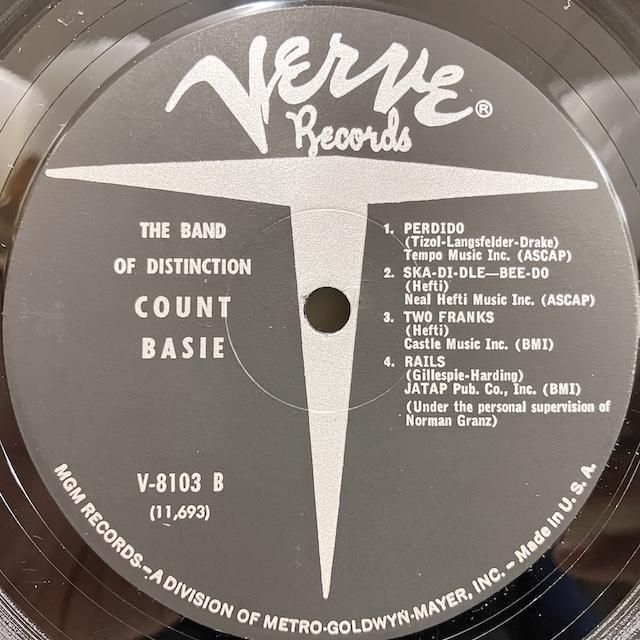 Verve ®
Records
THE BAND
OF DISTINCTION
COUNT
BASIE
V-8103 B
(11,693)
1. PERDIDO
(Tizol-Langsfelder-Drake)
Tempo Music Inc. (ASCAP)
2. SKA-DI-DLE—BEE-DO
(Hefti)
Neal Hefti Music Inc. (ASCAP)
3. TWO FRANKS
(Hefti)
Castle Music Inc. (BMI)
4. RAILS
(Gillespie-Harding)
JATAP Pub. Co., Inc. (BMI)
(Under the personal supervision of
Norman Granz)
MGM RECORDS–A DIVISION OF METRO-GOLDWYN-MAYER, INC. – Made in U.S.A.